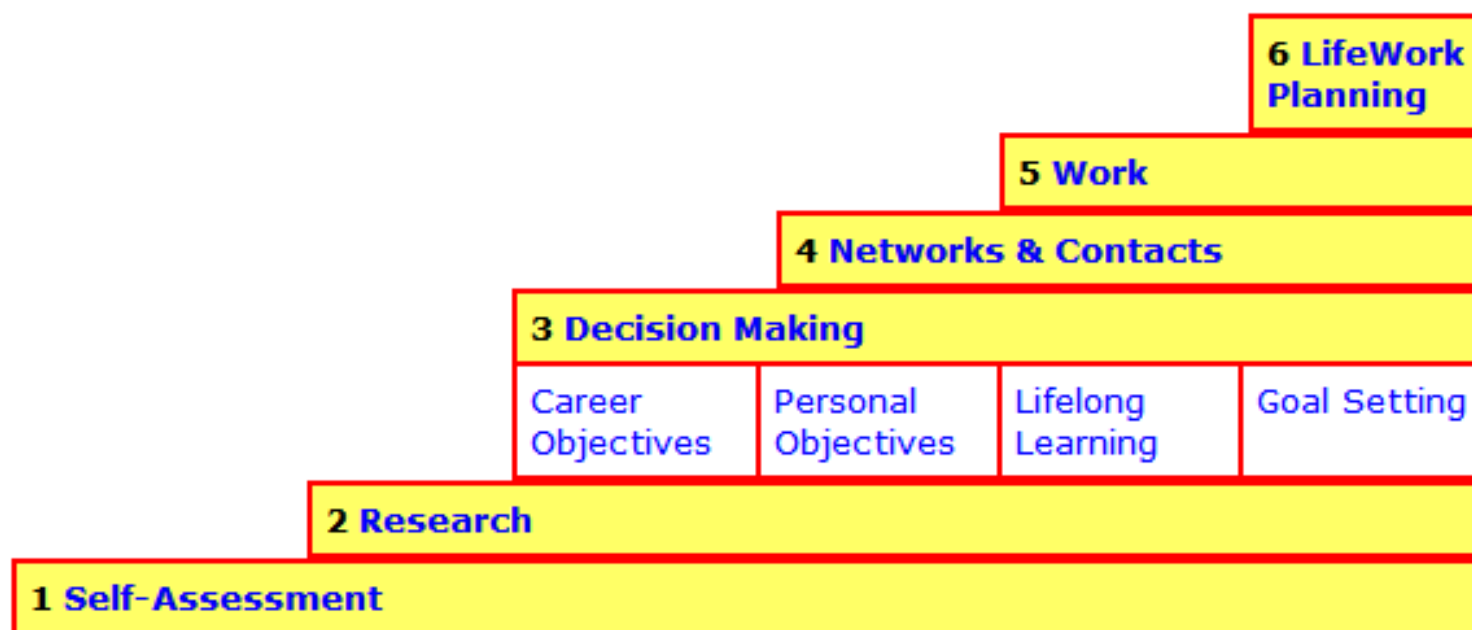 6 LifeWork
Planning
5 Work
4 Networks & Contacts
3 Decision Making
Career
Objectives
Personal
Objectives
Lifelong
Learning
Goal Setting
2 Research
1 Self-Assessment